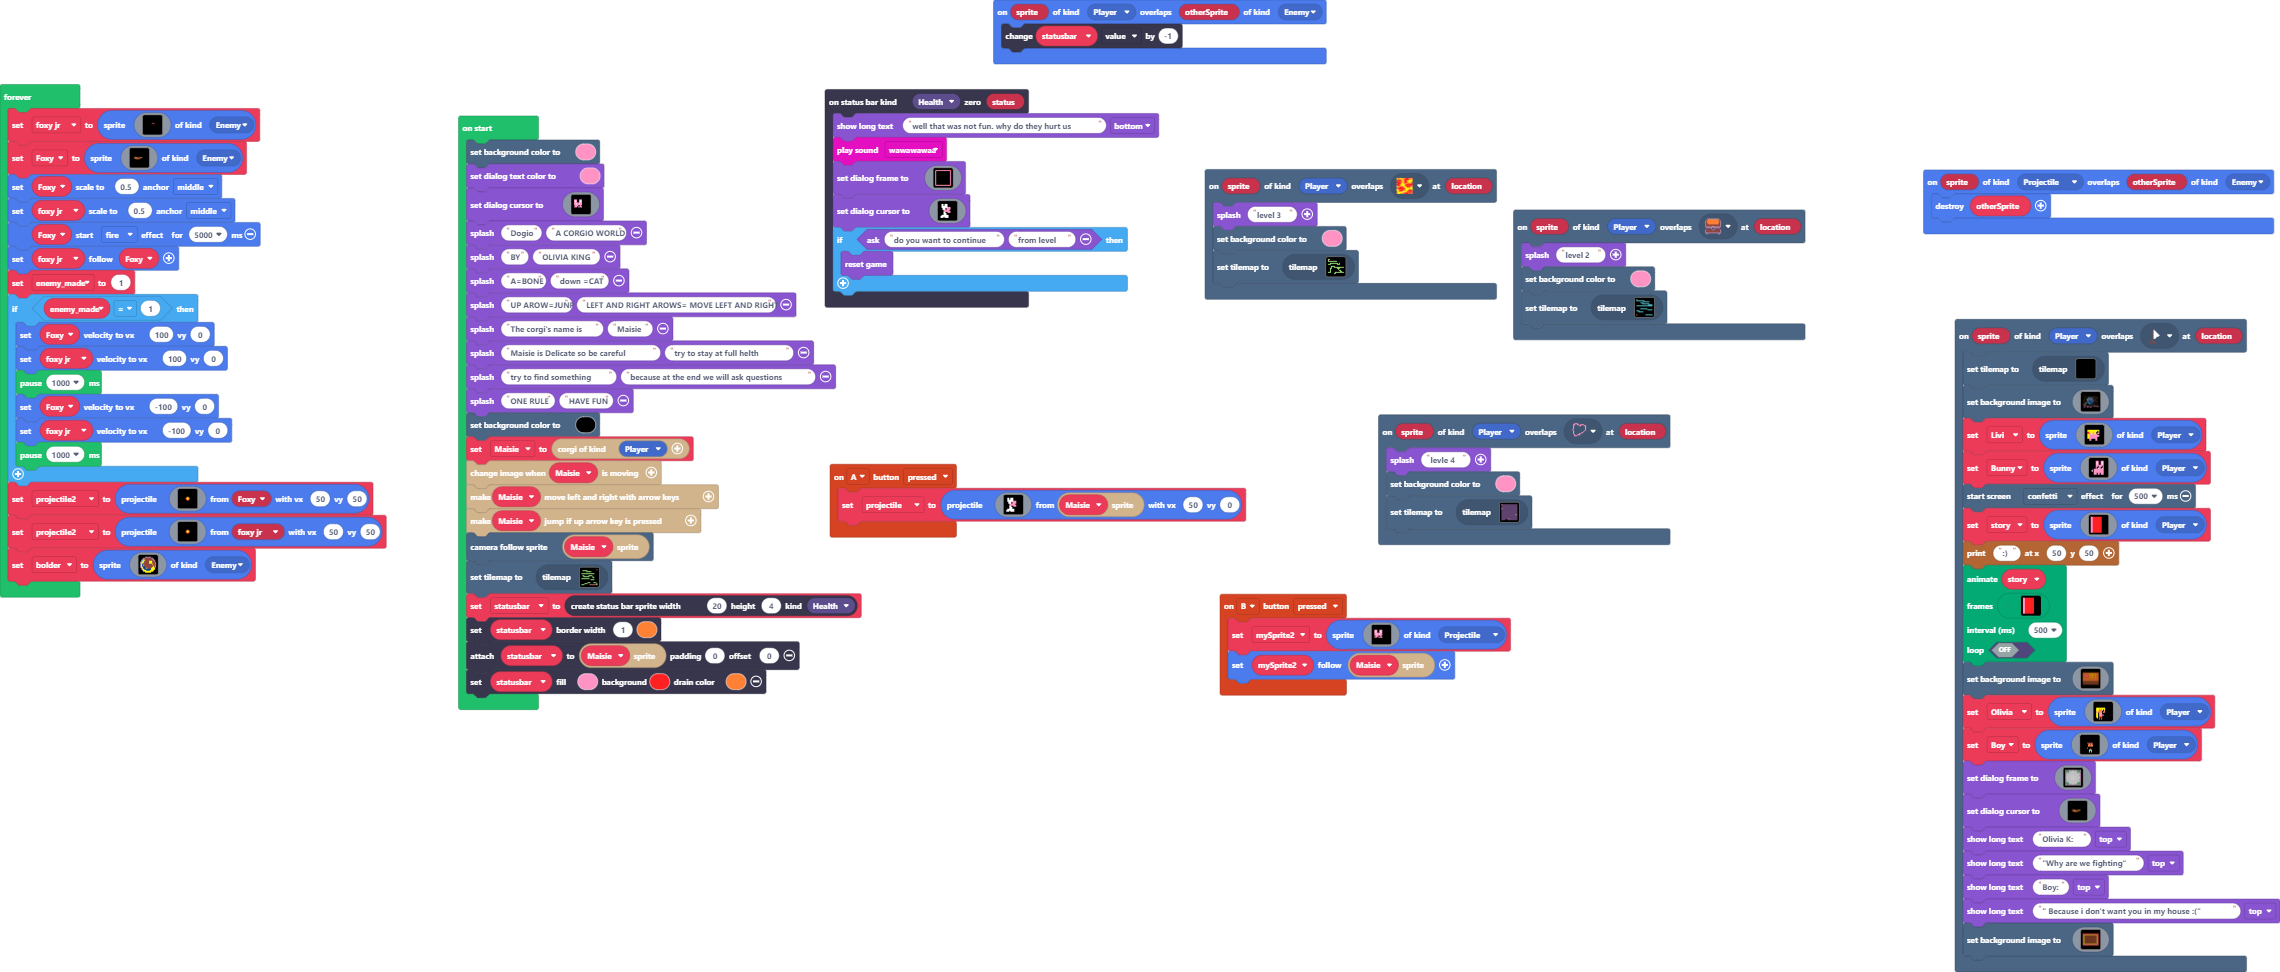 on sprite of kind Player overlaps otherSprite of kind Enemy
change statusbar value by -1
forever
set foxy jr to sprite of kind Enemy
set Foxy to sprite of kind Enemy
set Foxy scale to 0.5 anchor middle
set foxy jr scale to 0.5 anchor middle
Foxy start fire effect for 5000 ms
set foxy jr follow Foxy
set enemy_made to 1
if enemy_made = 1 then
set Foxy velocity to vx 100 vy 0
set foxy jr velocity to vx 100 vy 0
pause 1000 ms
set Foxy velocity to vx -100 vy 0
set foxy jr velocity to vx -100 vy 0
pause 1000 ms
set projectile2 to projectile from Foxy with vx 50 vy 50
set projectile2 to projectile from foxy jr with vx 50 vy 50
set bolder to sprite of kind Enemy
on start
set background color to
set dialog text color to
set dialog cursor to
splash "Dogio" "A CORGIO WORLD
splash "BY" "OLIVIA KING"
splash "A=BONE "down =CAT"
splash "UP AROW=JUN "LEFT AND RIGHT AROWS= MOVE LEFT AND RIGH
splash "The corgi's name is " "Maisie "
splash "Maisie is Delicate so be careful " "try to stay at full helth "
splash "try to find something " "because at the end we will ask questions "
splash "ONE RULE" "HAVE FUN"
set background color to
set Maisie to corgi of kind Player
change image when Maisie is moving
make Maisie move left and right with arrow keys
make Maisie jump if up arrow key is pressed
camera follow sprite Maisie sprite
set tilemap to tilemap
set statusbar to create status bar sprite width 20 height 4 kind Health
set statusbar border width 1
attach statusbar to Maisie sprite padding 0 offset 0
set statusbar fill background drain color
on status bar kind Health zero status
show long text "well that was not fun. why do they hurt us " bottom
play sound wawawawaa
set dialog frame to
set dialog cursor to
if ask "do you want to continue " "from level " then
reset game
on A button pressed
set projectile to projectile from Maisie sprite with vx 50 vy 0
on sprite of kind Player overlaps at location
splash "level 3 "
set background color to
set tilemap to tilemap
on sprite of kind Player overlaps at location
splash "level 2 "
set background color to
set tilemap to tilemap
on sprite of kind Player overlaps at location
splash "levle 4 "
set background color to
set tilemap to tilemap
on B button pressed
set mySprite2 to sprite of kind Projectile
set mySprite2 follow Maisie sprite
on sprite of kind Projectile overlaps otherSprite of kind Enemy
destroy otherSprite
on sprite of kind Player overlaps at location
set tilemap to tilemap
set background image to
set Livi to sprite of kind Player
set Bunny to sprite of kind Player
start screen confetti effect for 500 ms
set story to sprite of kind Player
print ":)" at x 50 y 50
animate story
frames
interval (ms) 500
loop OFF
set background image to
set Olivia to sprite of kind Player
set Boy to sprite of kind Player
set dialog frame to
set dialog cursor to
show long text "Olivia K: " top
show long text ""Why are we fighting" " top
show long text "Boy: " top
show long text "" Because i don't want you in my house :(" " top
set background image to